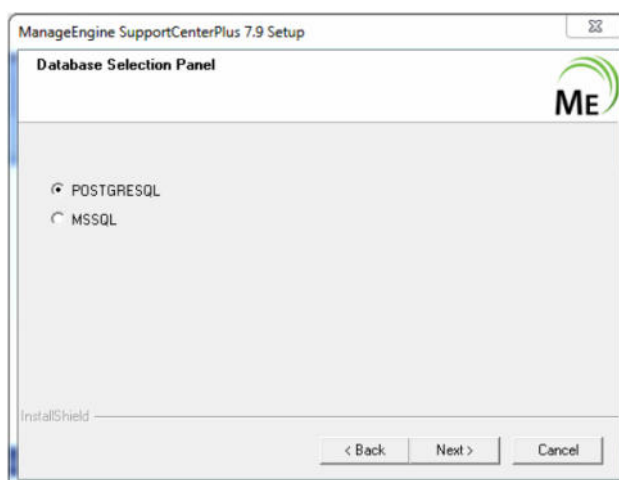 ManageEngine SupportCenterPlus 7.9 Setup
Database Selection Panel
ME
POSTGRESQL
MSSQL
InstallShield
< Back Next > Cancel